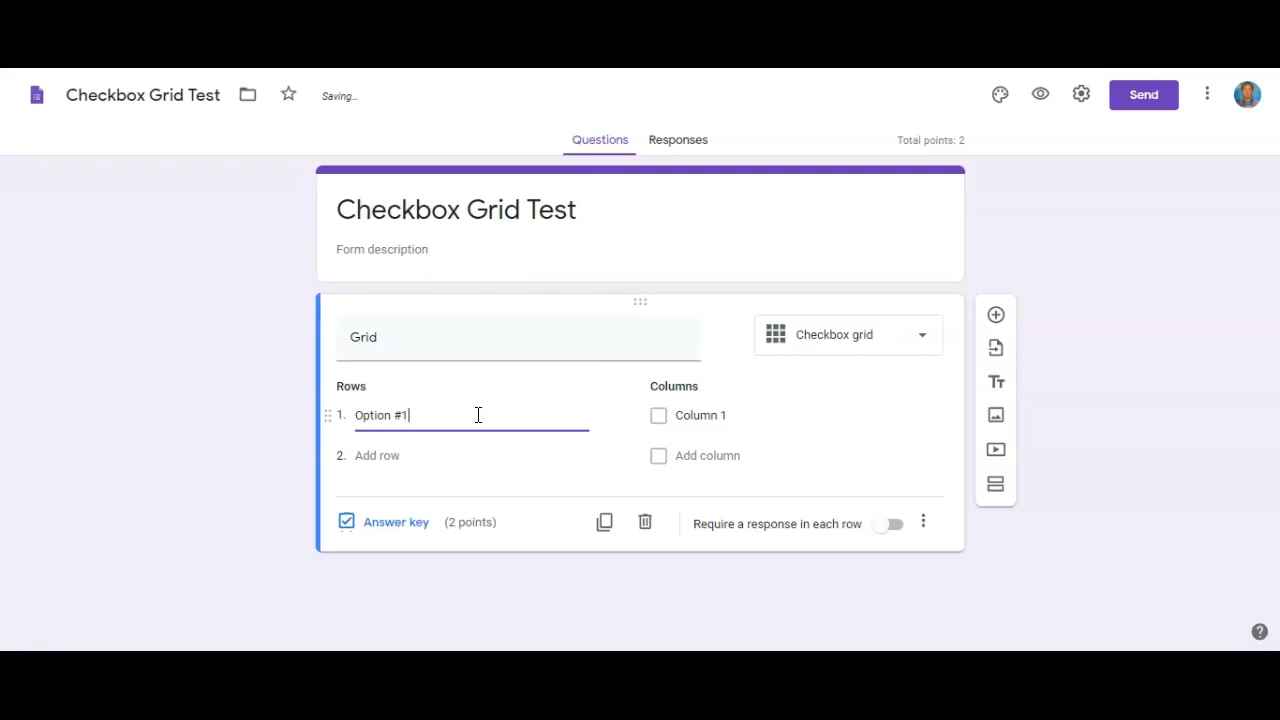 Checkbox Grid Test Saving... Send
Questions Responses Total points: 2
Checkbox Grid Test
Form description
Grid Checkbox grid
Rows Columns
1. Option #1 Column 1
2. Add row Add column
Answer key (2 points) Require a response in each row